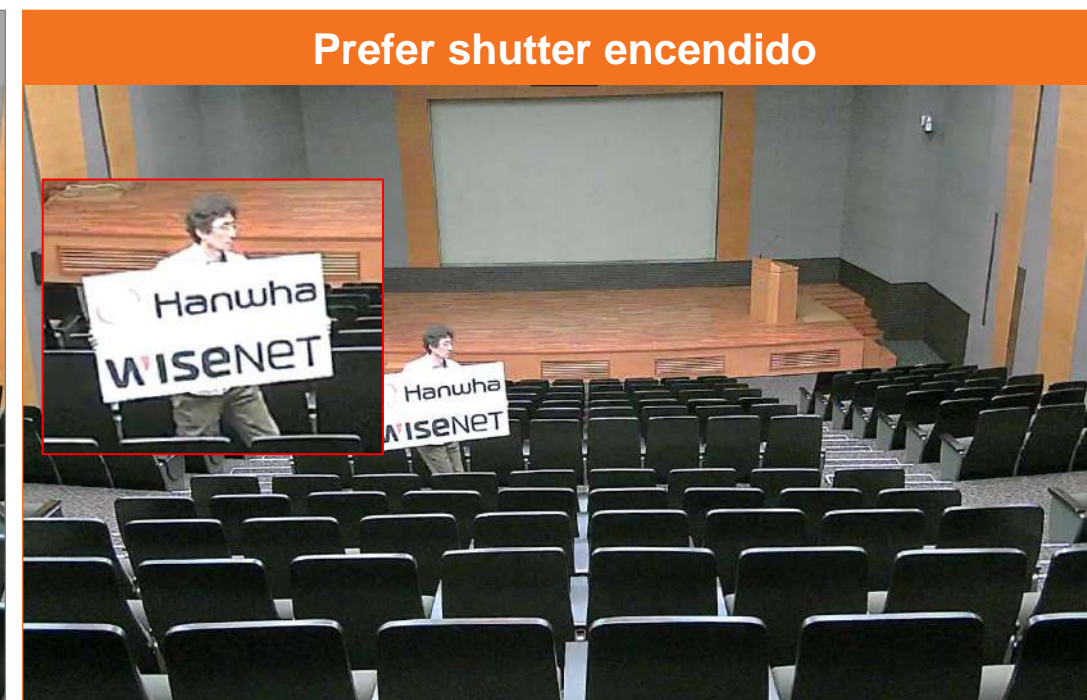 Prefer shutter encendido
Hanwha
WISENET
Hanwha
WISENET